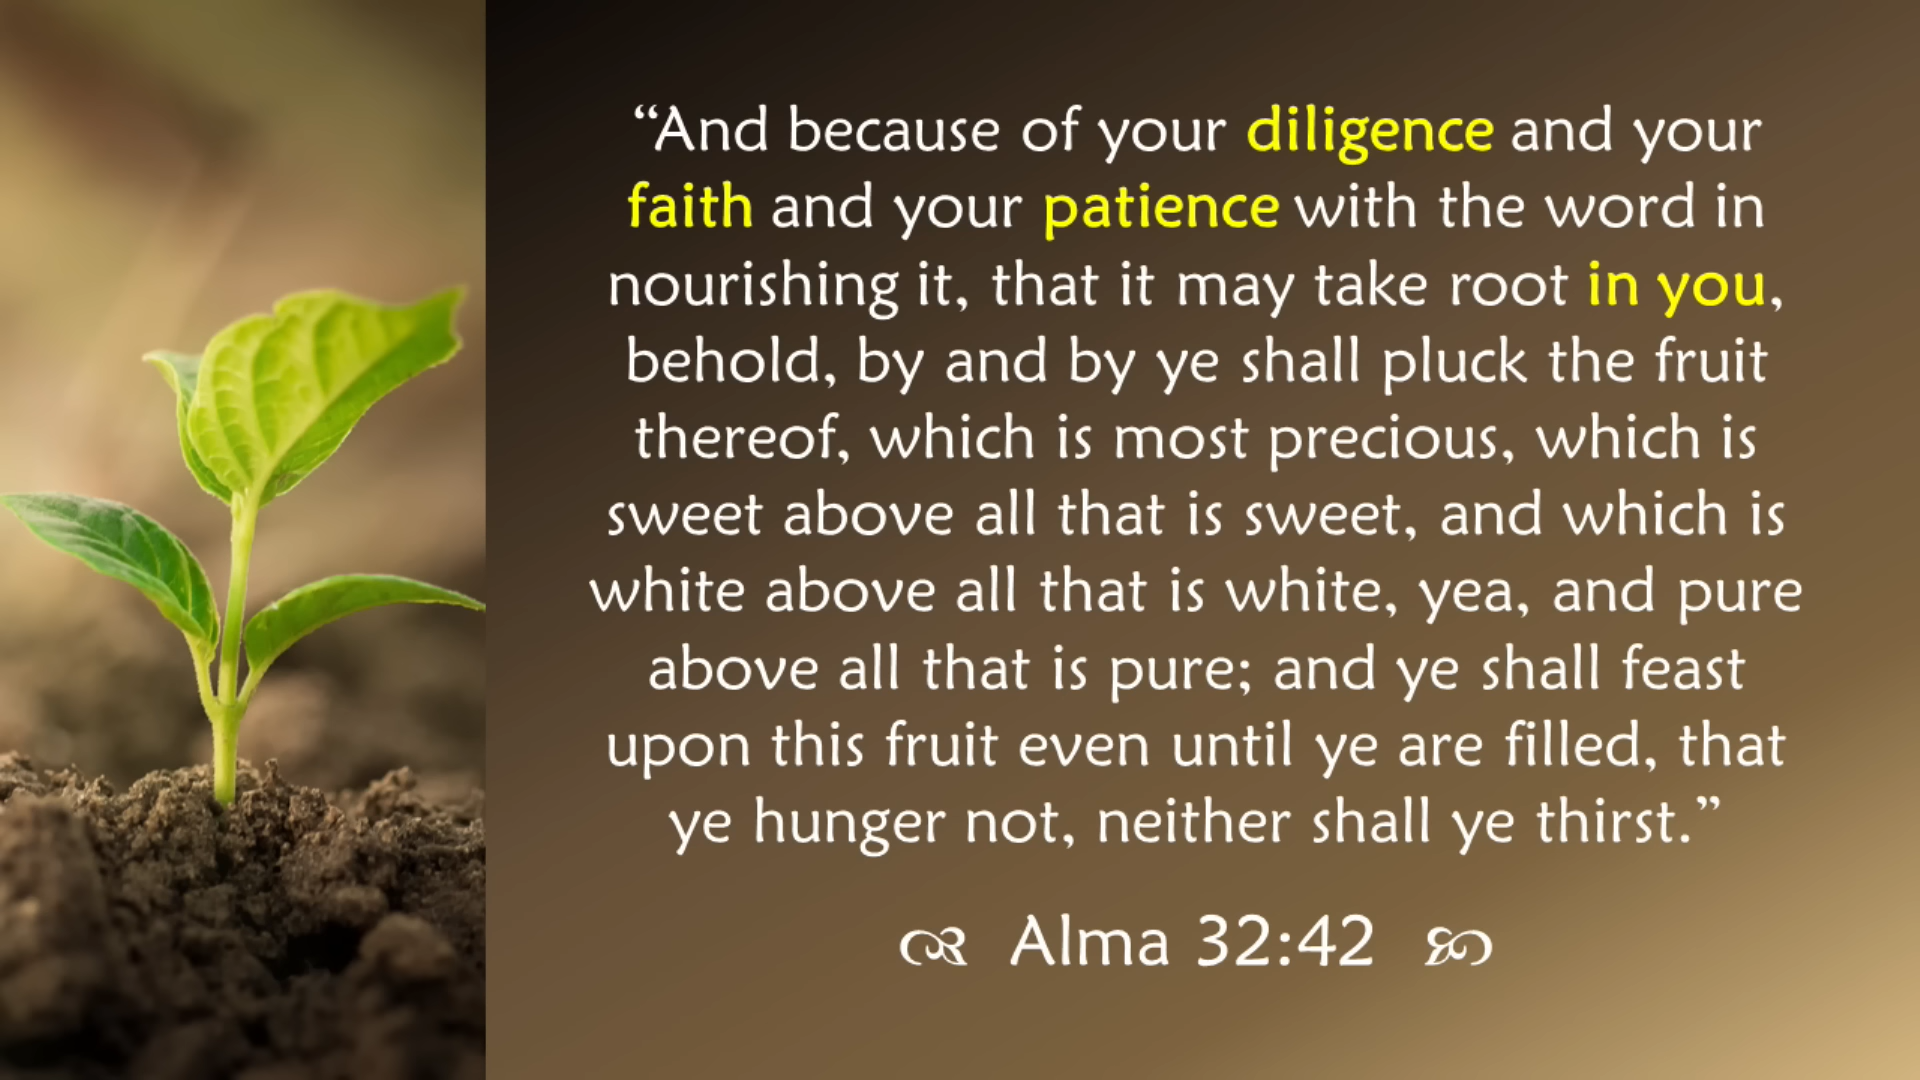 “And because of your diligence and your
faith and your patience with the word in
nourishing it, that it may take root in you,
behold, by and by ye shall pluck the fruit
thereof, which is most precious, which is
sweet above all that is sweet, and which is
white above all that is white, yea, and pure
above all that is pure; and ye shall feast
upon this fruit even until ye are filled, that
ye hunger not, neither shall ye thirst.”
Alma 32:42